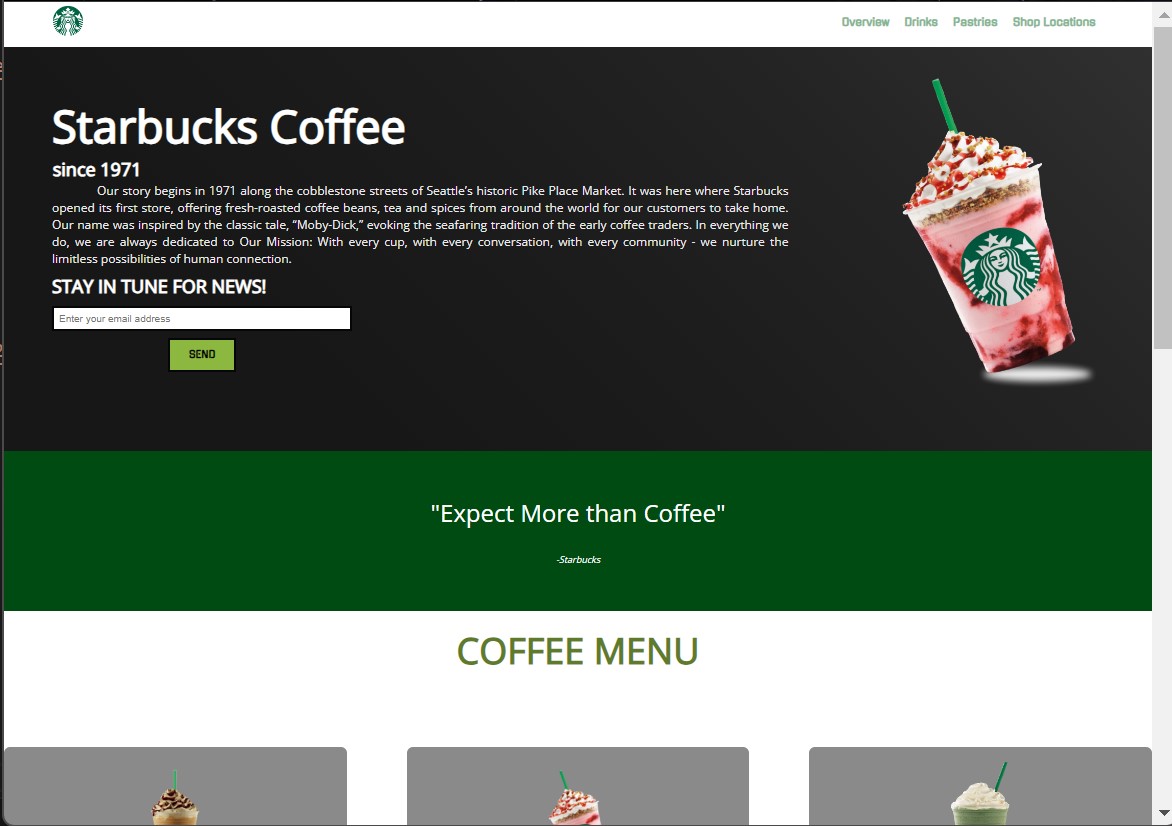 Overview Drinks Pastries Shop Locations
Starbucks Coffee
since 1971
Our story begins in 1971 along the cobblestone streets of Seattle’s historic Pike Place Market. It was here where Starbucks
opened its first store, offering fresh-roasted coffee beans, tea and spices from around the world for our customers to take home.
Our name was inspired by the classic tale, “Moby-Dick,” evoking the seafaring tradition of the early coffee traders. In everything we
do, we are always dedicated to Our Mission: With every cup, with every conversation, with every community - we nurture the
limitless possibilities of human connection.
STAY IN TUNE FOR NEWS!
Enter your email address
SEND
"Expect More than Coffee"
-Starbucks
COFFEE MENU